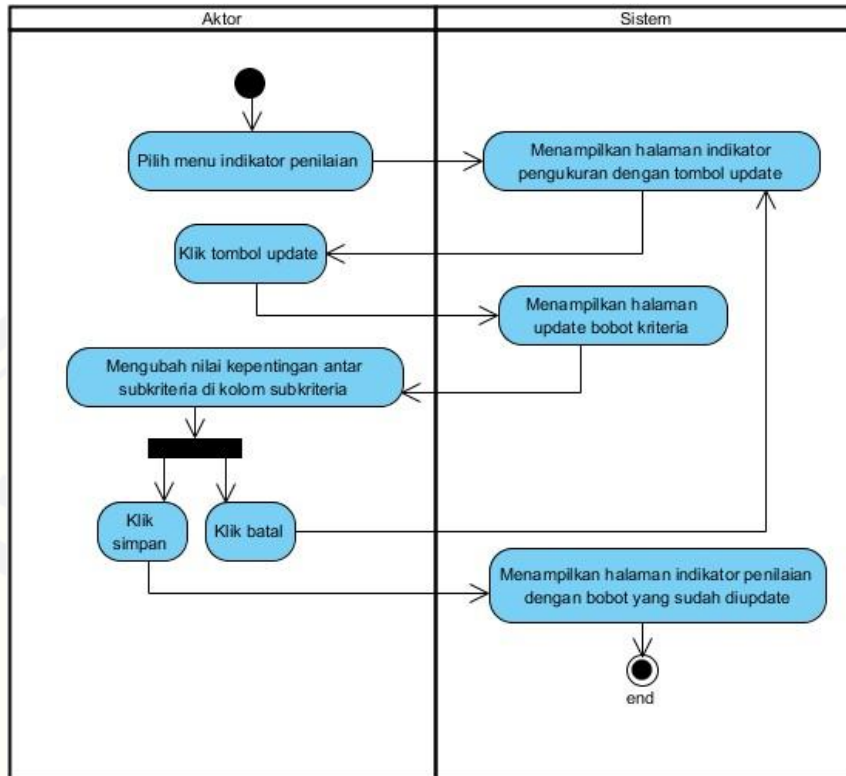 Aktor
Sistem
Pilih menu indikator penilaian
Menampilkan halaman indikator
pengukuran dengan tombol update
Klik tombol update
Menampilkan halaman
update bobot kriteria
Mengubah nilai kepentingan antar
subkriteria di kolom subkriteria
Klik
simpan
Klik batal
Menampilkan halaman indikator penilaian
dengan bobot yang sudah diupdate
end